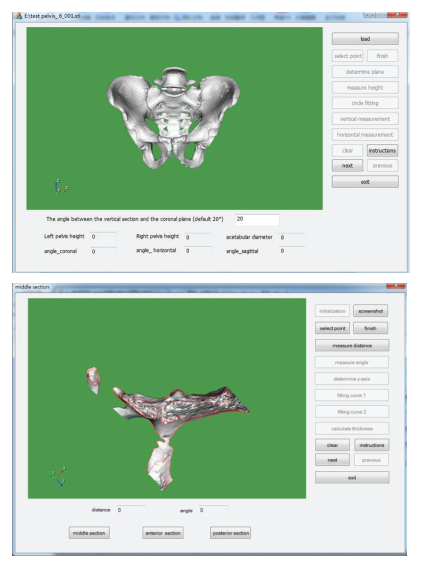 E:\test pelvis_ 6_001.stl
load
select point finish
determine plane
measure height
circle fitting
vertical measurement
horizontal measurement
clear instructions
next previous
exit
The angle between the vertical section and the coronal plane (default 20°) 20
Left pelvis height 0 Right pelvis height 0 acetabular diameter 0
angle_coronal 0 angle_ horizontal 0 angle_sagittal 0
middle section
initialization screenshot
select point finish
measure distance
measure angle
determine y-axis
fitting curve 1
fitting curve 2
calculate thickness
clear instructions
next previous
exit
distance 0 angle 0
middle section anterior section posterior section